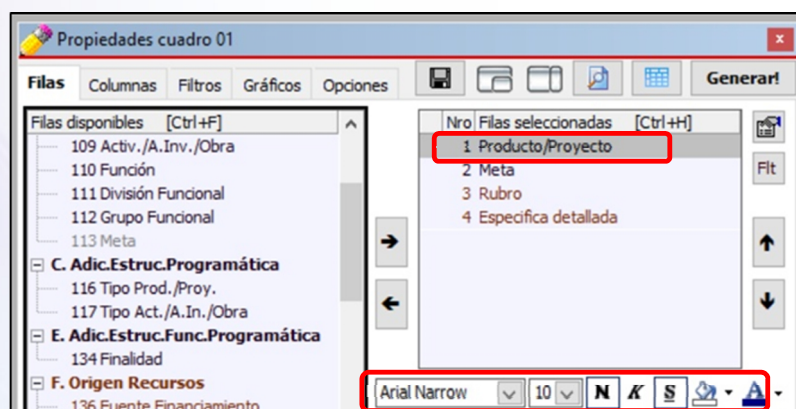 Propiedades cuadro 01
x
Filas Columnas Filtros Gráficos Opciones Generar!
Filas disponibles [Ctrl+F]
109 Activ./A.Inv./Obra
110 Función
111 División Funcional
112 Grupo Funcional
113 Meta
C. Adic.Estruc.Programática
116 Tipo Prod./Proy.
117 Tipo Act./A.In./Obra
E. Adic.Estruc.Func.Programática
134 Finalidad
F. Origen Recursos
136 Fuente Financiamiento
Nro Filas seleccionadas [Ctrl+H]
1 Producto/Proyecto
2 Meta
3 Rubro
4 Especifica detallada
Flt
Arial Narrow 10 N K S A